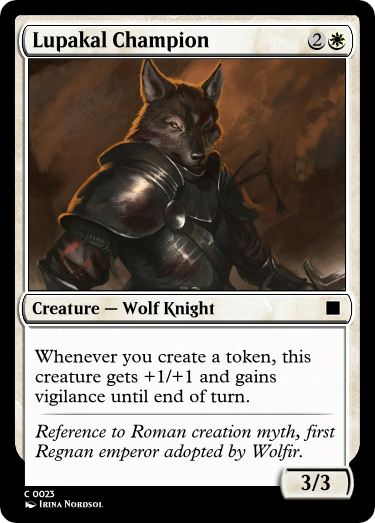 Lupakal Champion 2
Creature — Wolf Knight
Whenever you create a token, this
creature gets +1/+1 and gains
vigilance until end of turn.
Reference to Roman creation myth, first
Regnan emperor adopted by Wolfir.
3/3
C 0023
Irina Nordsol